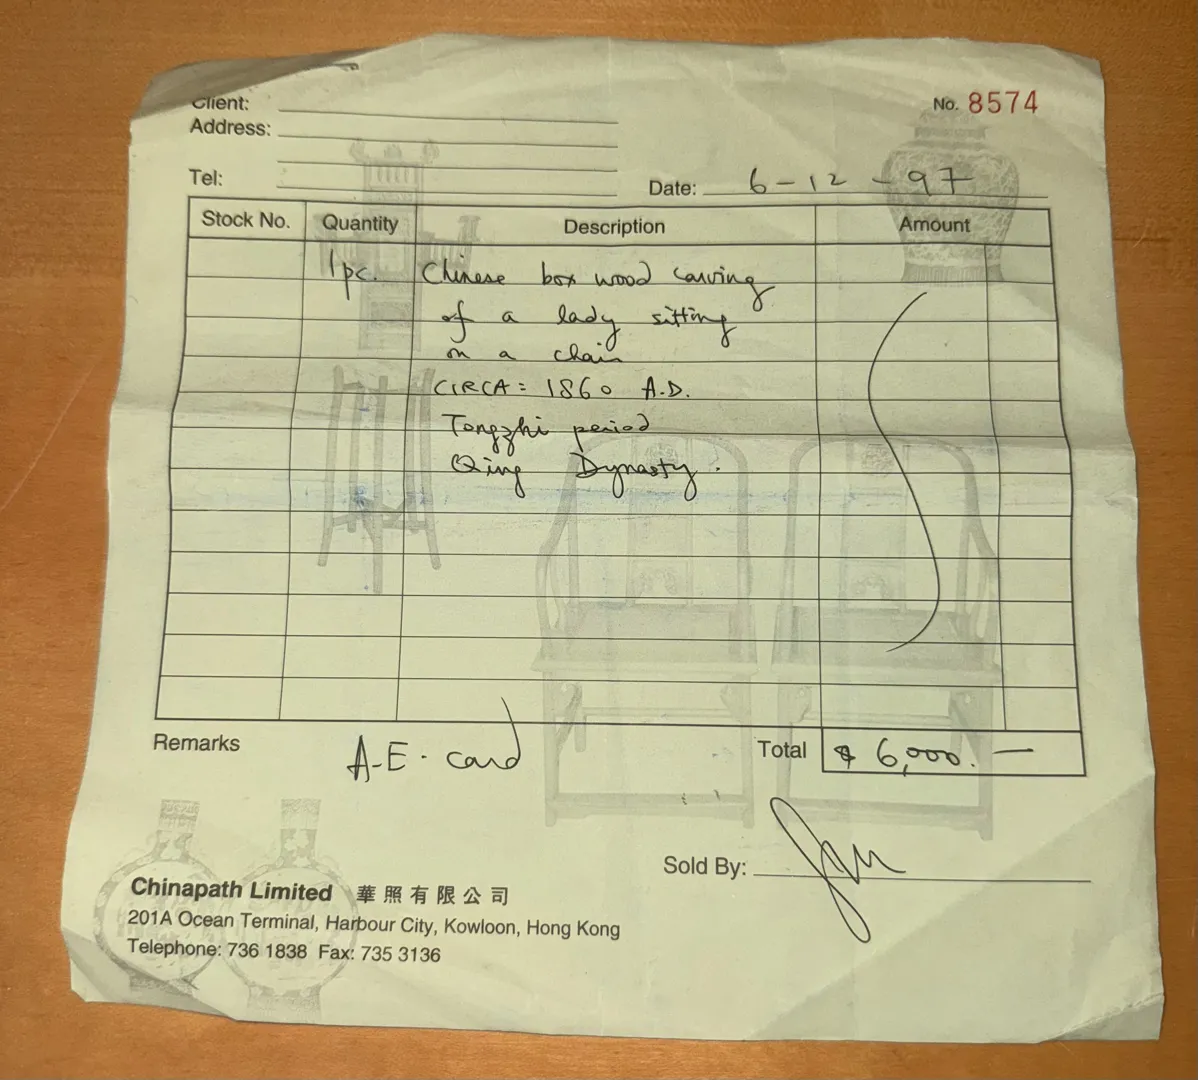 Client:
No. 8574
Address:
Tel:
Date: 6-12-97
Stock No. Quantity Description Amount
1 pc. Chinese box wood carving
of a lady sitting
on a chair
CIRCA: 1860 A.D.
Tongzhi period
Qing Dynasty.
Remarks A-E. card Total $ 6,000. —
Sold By:
Chinapath Limited 華照有限公司
201A Ocean Terminal, Harbour City, Kowloon, Hong Kong
Telephone: 736 1838 Fax: 735 3136